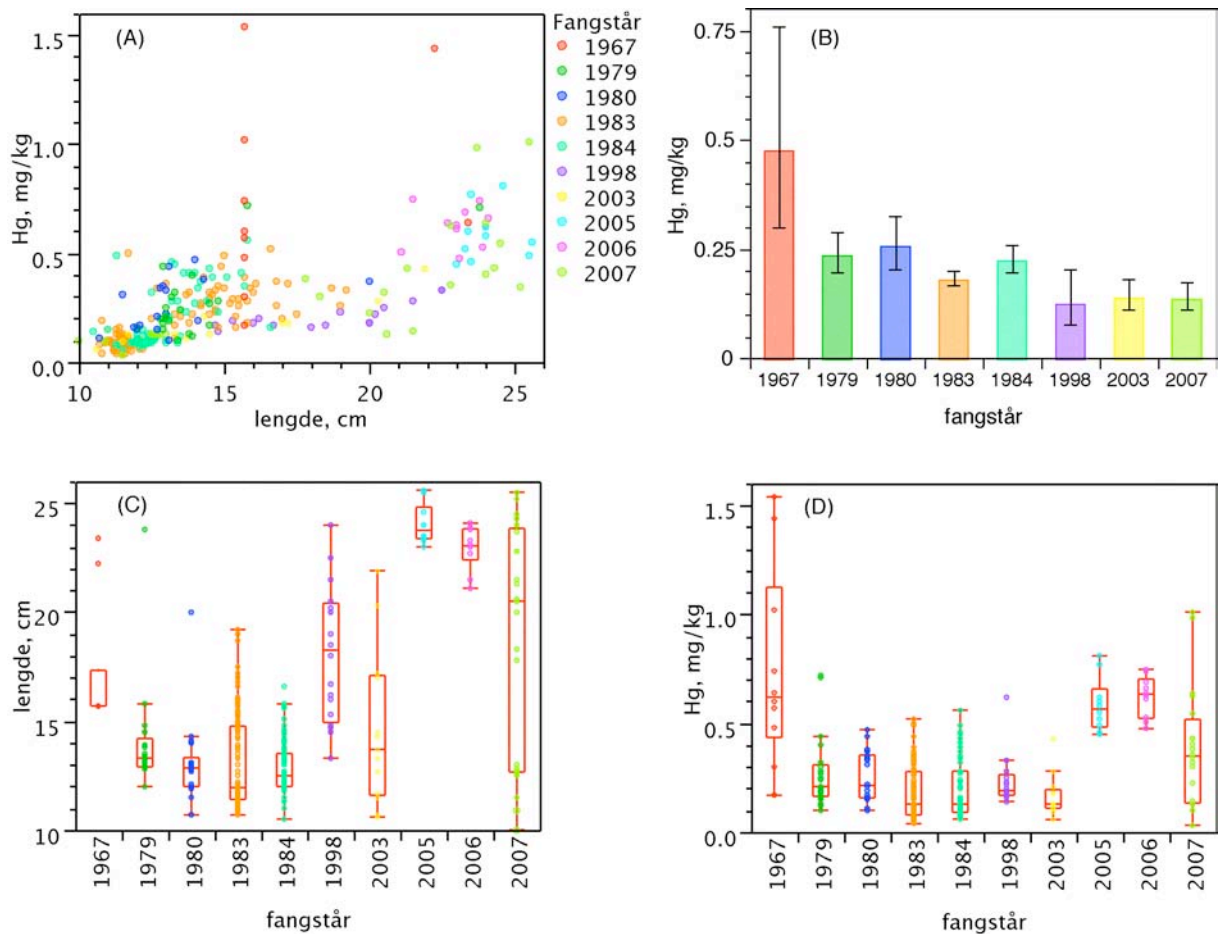 (A)
1.5
1.0
0.5
0.0
Hg, mg/kg
10 15 20 25
lengde, cm
Fangstår
1967
1979
1980
1983
1984
1998
2003
2005
2006
2007
(B)
0.75
0.5
0.25
0
Hg, mg/kg
1967 1979 1980 1983 1984 1998 2003 2007
fangstår
(C)
25
20
15
10
lengde, cm
1967 1979 1980 1983 1984 1998 2003 2005 2006 2007
fangstår
(D)
1.5
1.0
0.5
0.0
Hg, mg/kg
1967 1979 1980 1983 1984 1998 2003 2005 2006 2007
fangstår